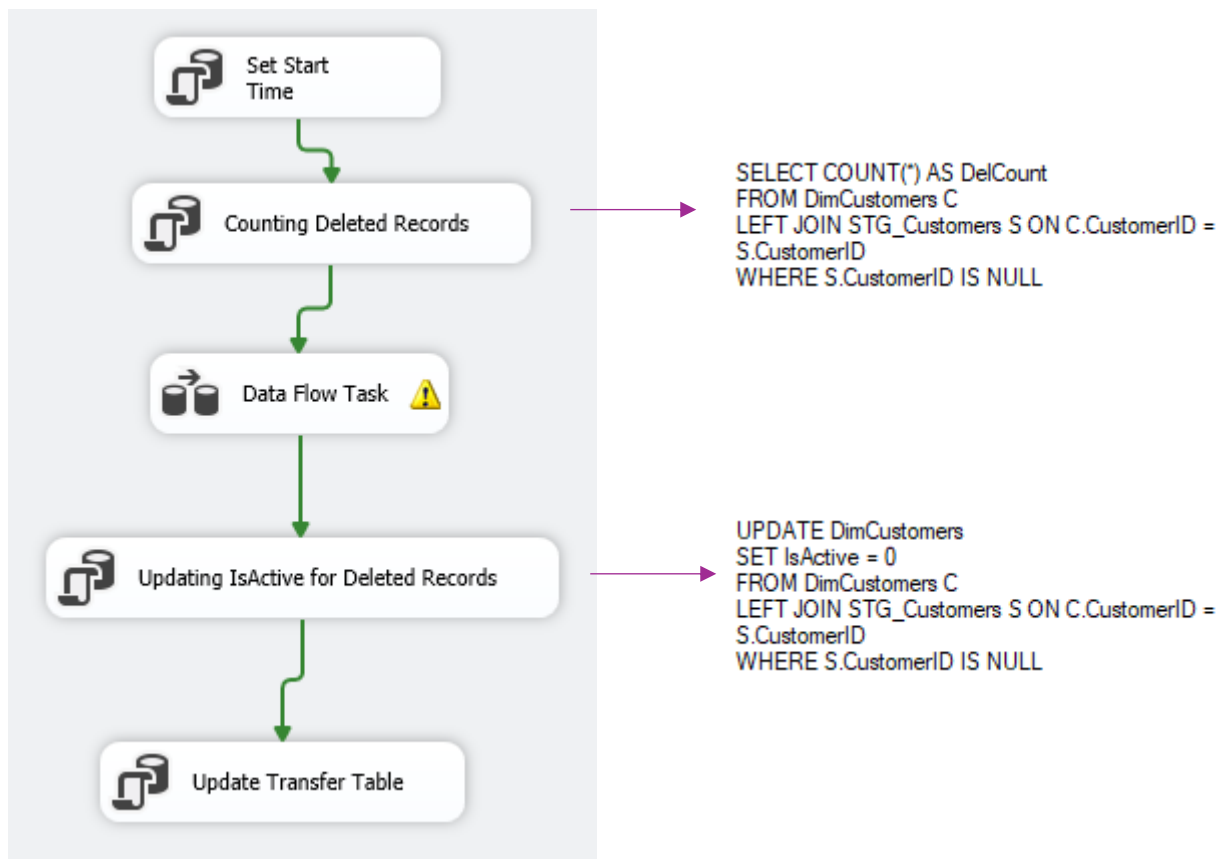 Set Start
Time
Counting Deleted Records
SELECT COUNT(*) AS DelCount
FROM DimCustomers C
LEFT JOIN STG_Customers S ON C.CustomerID =
S.CustomerID
WHERE S.CustomerID IS NULL
Data Flow Task
Updating IsActive for Deleted Records
UPDATE DimCustomers
SET IsActive = 0
FROM DimCustomers C
LEFT JOIN STG_Customers S ON C.CustomerID =
S.CustomerID
WHERE S.CustomerID IS NULL
Update Transfer Table